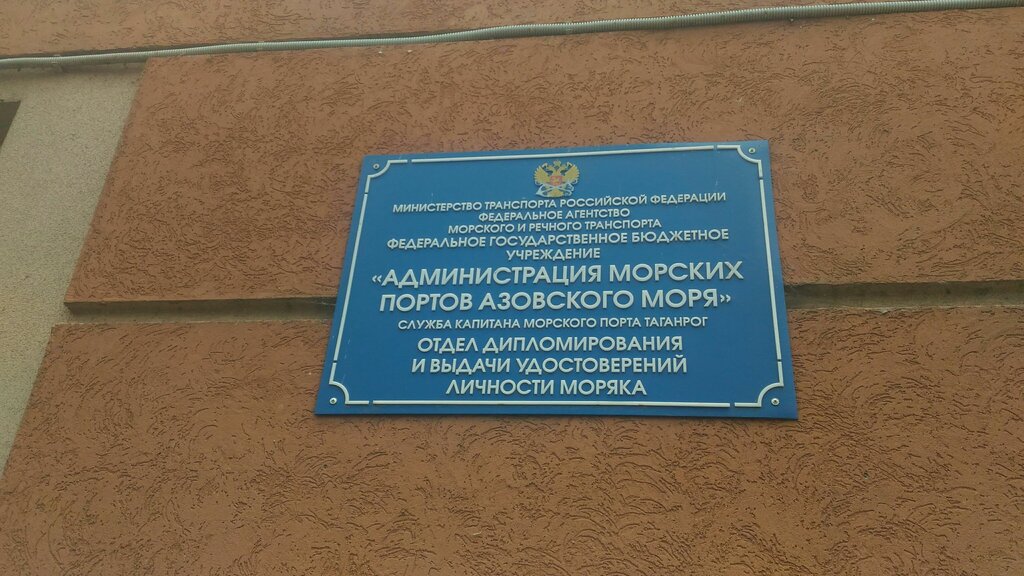 МИНИСТЕРСТВО ТРАНСПОРТА РОССИЙСКОЙ ФЕДЕРАЦИИ
ФЕДЕРАЛЬНОЕ АГЕНТСТВО
МОРСКОГО И РЕЧНОГО ТРАНСПОРТА
ФЕДЕРАЛЬНОЕ ГОСУДАРСТВЕННОЕ БЮДЖЕТНОЕ
УЧРЕЖДЕНИЕ
«АДМИНИСТРАЦИЯ МОРСКИХ
ПОРТОВ АЗОВСКОГО МОРЯ»
СЛУЖБА КАПИТАНА МОРСКОГО ПОРТА ТАГАНРОГ
ОТДЕЛ ДИПЛОМИРОВАНИЯ
И ВЫДАЧИ УДОСТОВЕРЕНИЙ
ЛИЧНОСТИ МОРЯКА